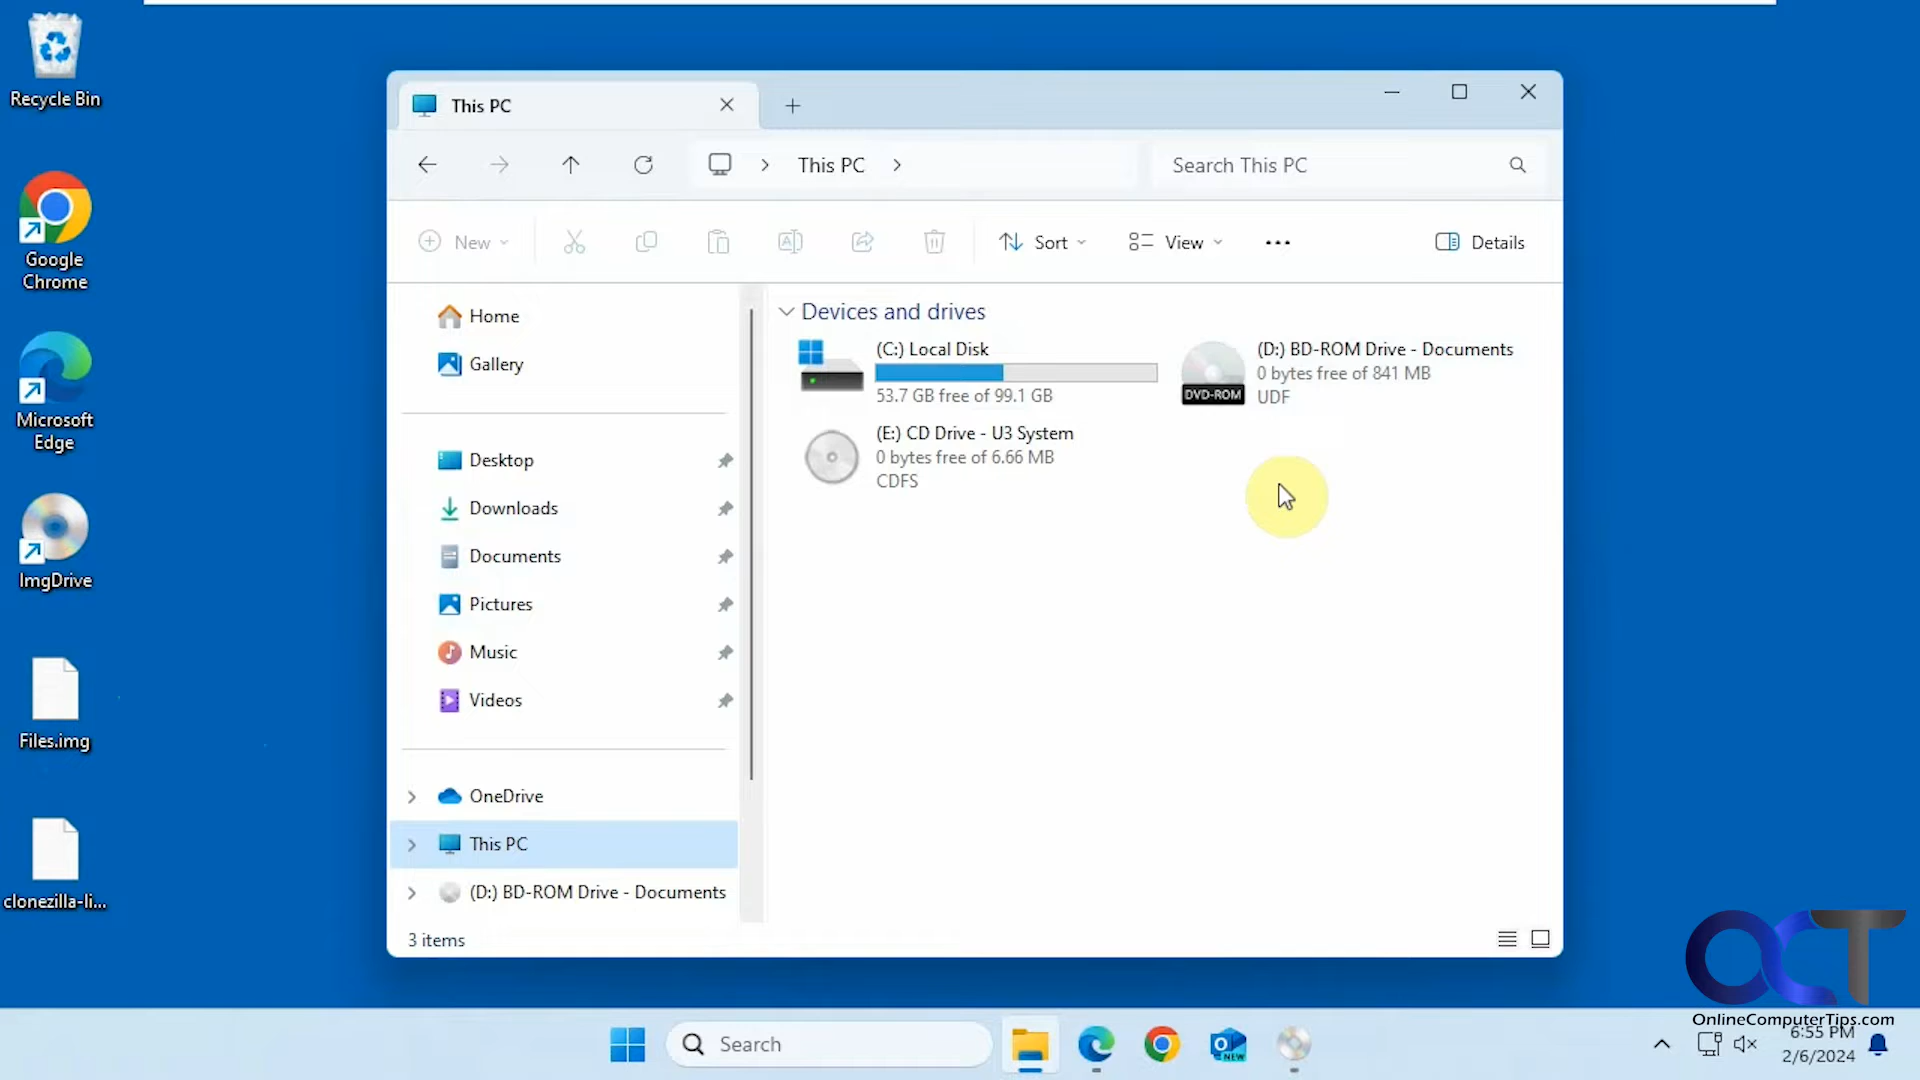 Recycle Bin
Google
Chrome
Microsoft
Edge
ImgDrive
Files.img
clonezilla-li...
This PC
This PC
Search This PC
New
Sort
View
Details
Home
Gallery
Desktop
Downloads
Documents
Pictures
Music
Videos
OneDrive
This PC
(D:) BD-ROM Drive - Documents
Devices and drives
(C:) Local Disk
53.7 GB free of 99.1 GB
DVD-ROM
(D:) BD-ROM Drive - Documents
0 bytes free of 841 MB
UDF
(E:) CD Drive - U3 System
0 bytes free of 6.66 MB
CDFS
3 items
OCT
OnlineComputerTips.com
Search
NEW
6:55 PM
2/6/2024